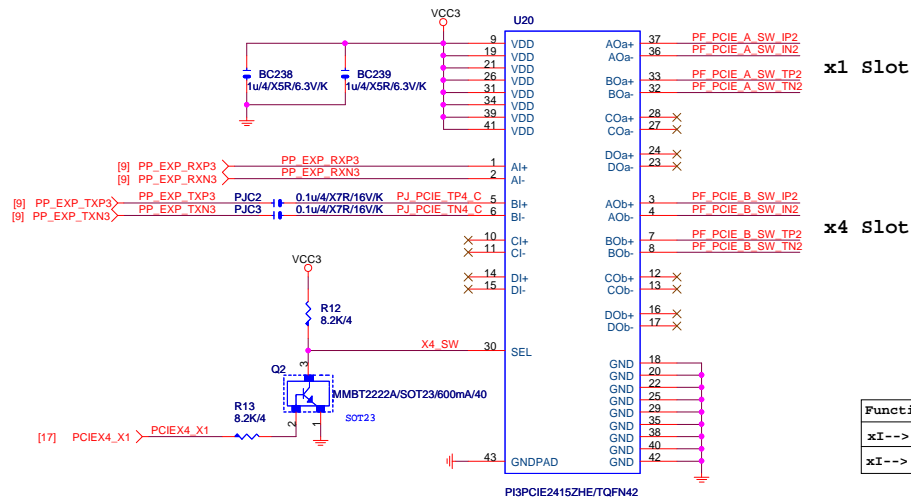 VCC3
U20
BC238
1u/4/X5R/6.3V/K
BC239
1u/4/X5R/6.3V/K
9 VDD
19 VDD
21 VDD
26 VDD
31 VDD
34 VDD
39 VDD
41 VDD
AOa+ 37 PF_PCIE_A_SW_IP2
AOa- 36 PF_PCIE_A_SW_IN2
BOa+ 33 PF_PCIE_A_SW_TP2
BOa- 32 PF_PCIE_A_SW_TN2
x1 Slot
COa+ 28
COa- 27
DOa+ 24
DOa- 23
[9] PP_EXP_RXP3 PP_EXP_RXP3 1 AI+
[9] PP_EXP_RXN3 PP_EXP_RXN3 2 AI-
[9] PP_EXP_TXP3 PP_EXP_TXP3 PJC2 0.1u/4/X7R/16V/K PJ_PCIE_TP4_C 5 BI+
[9] PP_EXP_TXN3 PP_EXP_TXN3 PJC3 0.1u/4/X7R/16V/K PJ_PCIE_TN4_C 6 BI-
AOb+ 3 PF_PCIE_B_SW_IP2
AOb- 4 PF_PCIE_B_SW_IN2
BOb+ 7 PF_PCIE_B_SW_TP2
BOb- 8 PF_PCIE_B_SW_TN2
x4 Slot
10 CI+
11 CI-
14 DI+
15 DI-
COb+ 12
COb- 13
DOb+ 16
DOb- 17
VCC3
R12
8.2K/4
X4_SW 30 SEL
Q2
3
MMBT2222A/SOT23/600mA/40
SOT23
2
1
R13
8.2K/4
[17] PCIEX4_X1 PCIEX4_X1
GND 18
GND 20
GND 22
GND 25
GND 29
GND 35
GND 38
GND 40
GND 42
43 GNDPAD
PI3PCIE2415ZHE/TQFN42
Functi
xI-->
xI-->